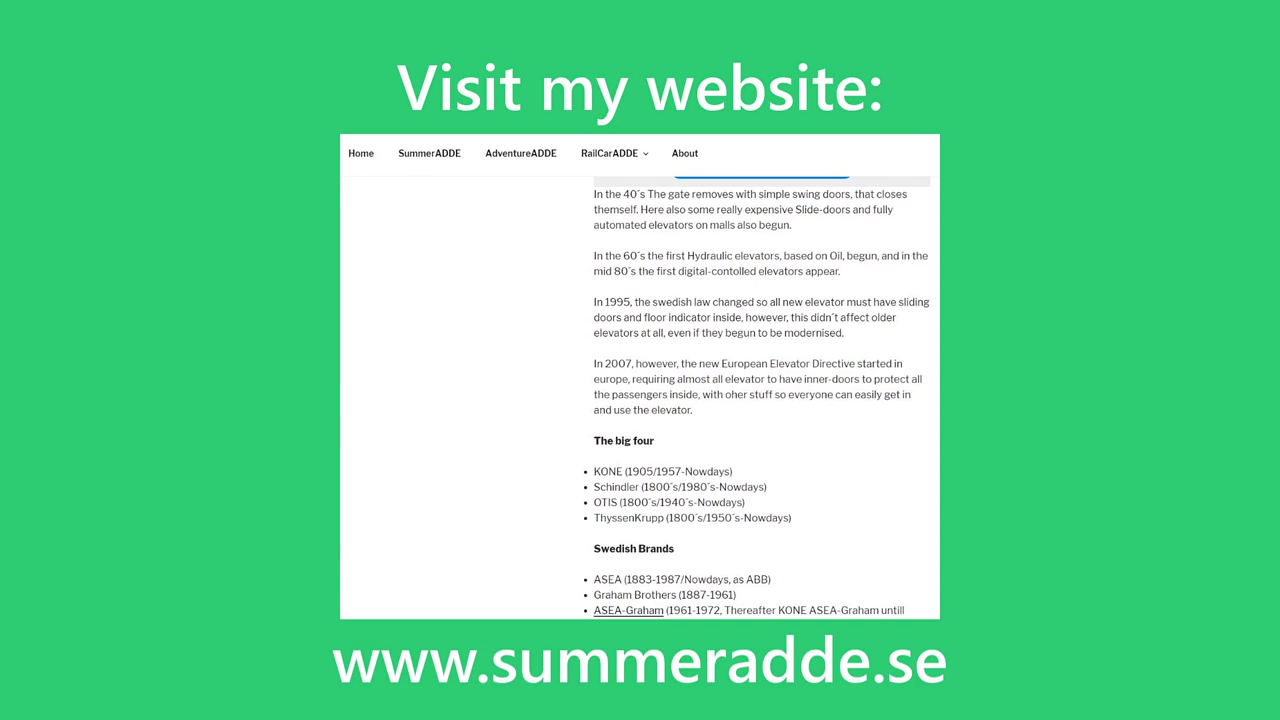 Visit my website:
Home SummerADDE AdventureADDE RailCarADDE About
In the 40´s The gate removes with simple swing doors, that closes
themself. Here also some really expensive Slide-doors and fully
automated elevators on malls also begun.
In the 60´s the first Hydraulic elevators, based on Oil, begun, and in the
mid 80´s the first digital-contolled elevators appear.
In 1995, the swedish law changed so all new elevator must have sliding
doors and floor indicator inside, however, this didn´t affect older
elevators at all, even if they begun to be modernised.
In 2007, however, the new European Elevator Directive started in
europe, requiring almost all elevator to have inner-doors to protect all
the passengers inside, with oher stuff so everyone can easily get in
and use the elevator.
The big four
• KONE (1905/1957-Nowdays)
• Schindler (1800´s/1980´s-Nowdays)
• OTIS (1800´s/1940´s-Nowdays)
• ThyssenKrupp (1800´s/1950´s-Nowdays)
Swedish Brands
• ASEA (1883-1987/Nowdays, as ABB)
• Graham Brothers (1887-1961)
• ASEA-Graham (1961-1972, Thereafter KONE ASEA-Graham untill
www.summeradde.se